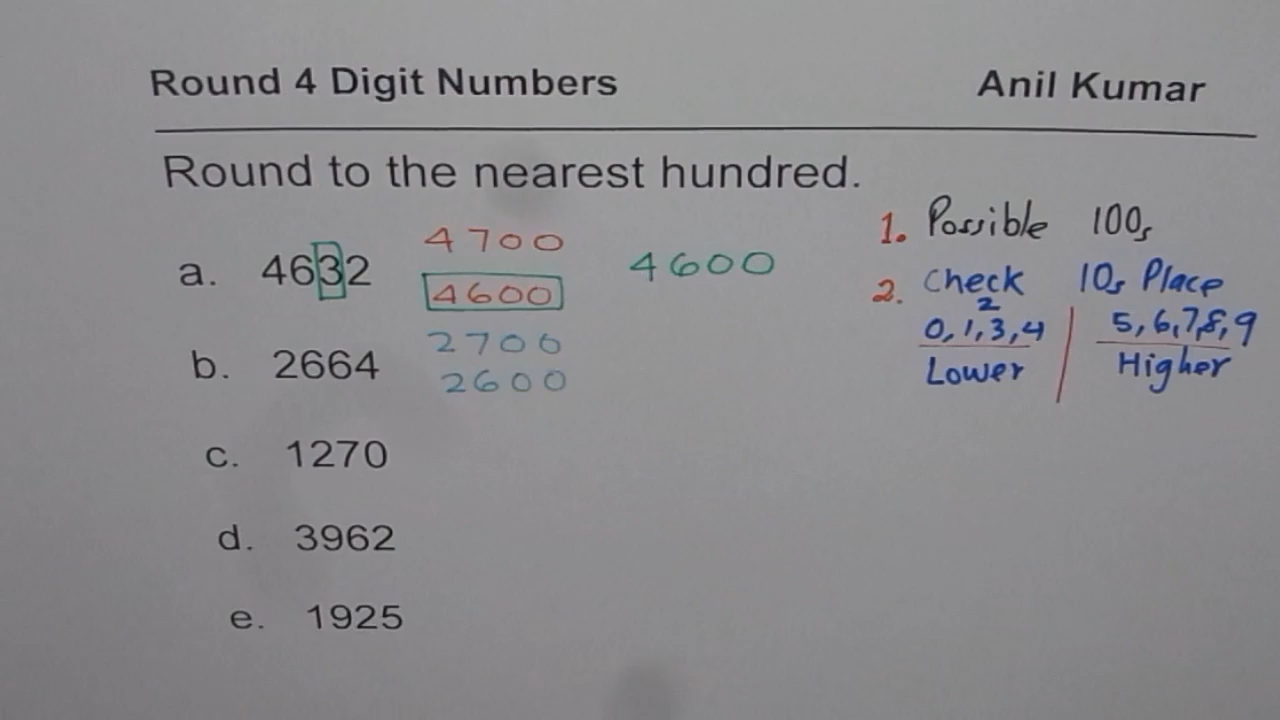 Round 4 Digit Numbers Anil Kumar
Round to the nearest hundred.
1. Possible 100s
4700
a. 4632 4600 4600
2. Check 10s Place
2
0,1,3,4 5,6,7,8,9
Lower Higher
2700
b. 2664
2600
c. 1270
d. 3962
e. 1925